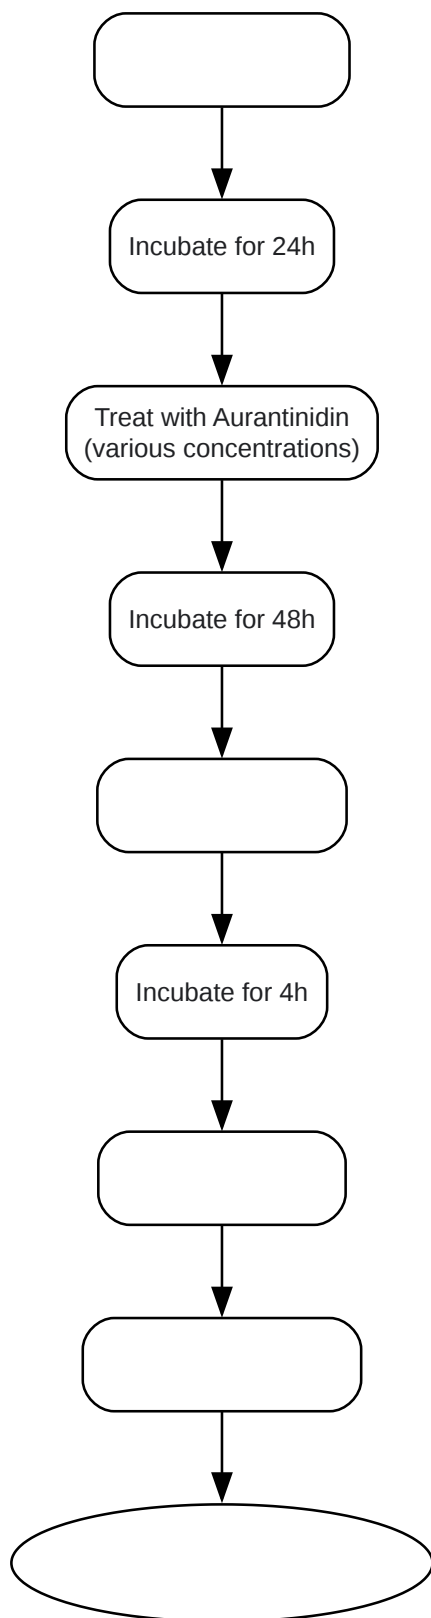 Incubate for 24h
Treat with Aurantinidin
(various concentrations)
Incubate for 48h
Incubate for 4h